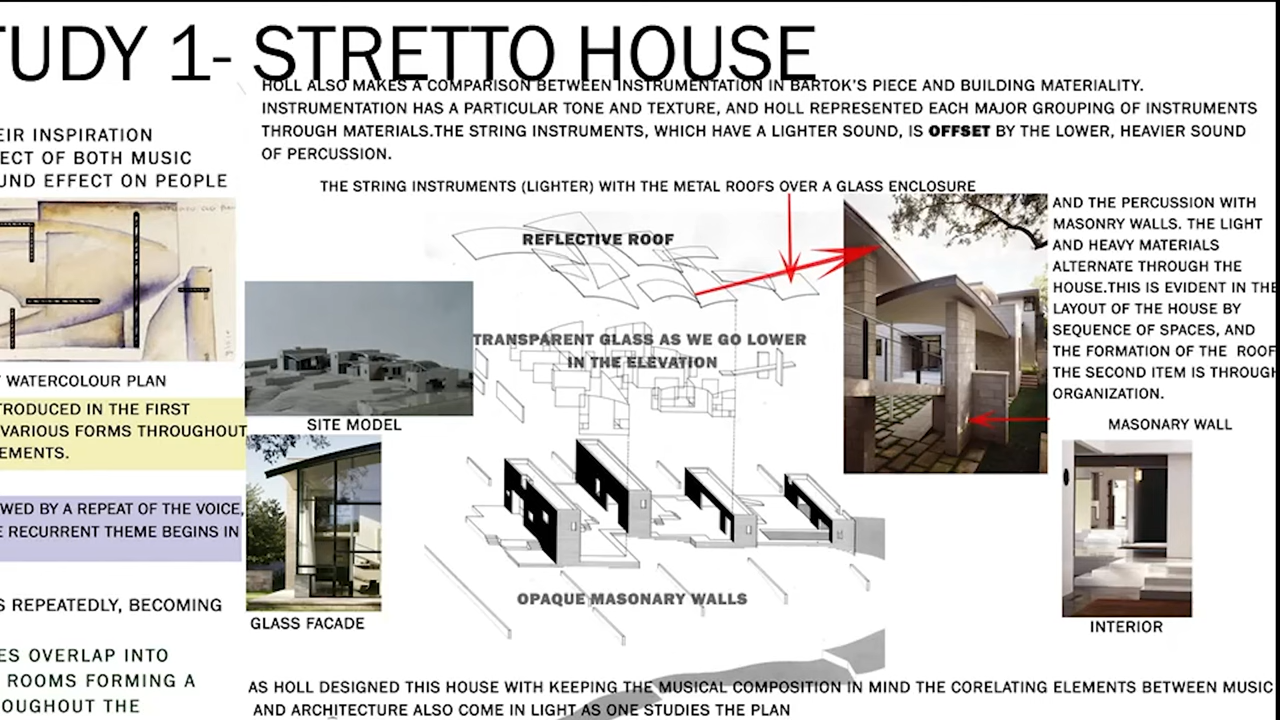 TUDY 1- STRETTO HOUSE
HOLL ALSO MAKES A COMPARISON BETWEEN INSTRUMENTATION IN BARTOK'S PIECE AND BUILDING MATERIALITY.
INSTRUMENTATION HAS A PARTICULAR TONE AND TEXTURE, AND HOLL REPRESENTED EACH MAJOR GROUPING OF INSTRUMENTS
THROUGH MATERIALS.THE STRING INSTRUMENTS, WHICH HAVE A LIGHTER SOUND, IS OFFSET BY THE LOWER, HEAVIER SOUND
OF PERCUSSION.
EIR INSPIRATION
ECT OF BOTH MUSIC
UND EFFECT ON PEOPLE
WATERCOLOUR PLAN
TRODUCED IN THE FIRST
VARIOUS FORMS THROUGHOUT
EMENTS.
WED BY A REPEAT OF THE VOICE,
E RECURRENT THEME BEGINS IN
S REPEATEDLY, BECOMING
ES OVERLAP INTO
ROOMS FORMING A
OUGHOUT THE
THE STRING INSTRUMENTS (LIGHTER) WITH THE METAL ROOFS OVER A GLASS ENCLOSURE
REFLECTIVE ROOF
TRANSPARENT GLASS AS WE GO LOWER
IN THE ELEVATION
SITE MODEL
GLASS FACADE
OPAQUE MASONARY WALLS
AND THE PERCUSSION WITH
MASONRY WALLS. THE LIGHT
AND HEAVY MATERIALS
ALTERNATE THROUGH THE
HOUSE.THIS IS EVIDENT IN THE
LAYOUT OF THE HOUSE BY
SEQUENCE OF SPACES, AND
THE FORMATION OF THE ROOF
THE SECOND ITEM IS THROUGH
ORGANIZATION.
MASONARY WALL
INTERIOR
AS HOLL DESIGNED THIS HOUSE WITH KEEPING THE MUSICAL COMPOSITION IN MIND THE CORELATING ELEMENTS BETWEEN MUSIC
AND ARCHITECTURE ALSO COME IN LIGHT AS ONE STUDIES THE PLAN